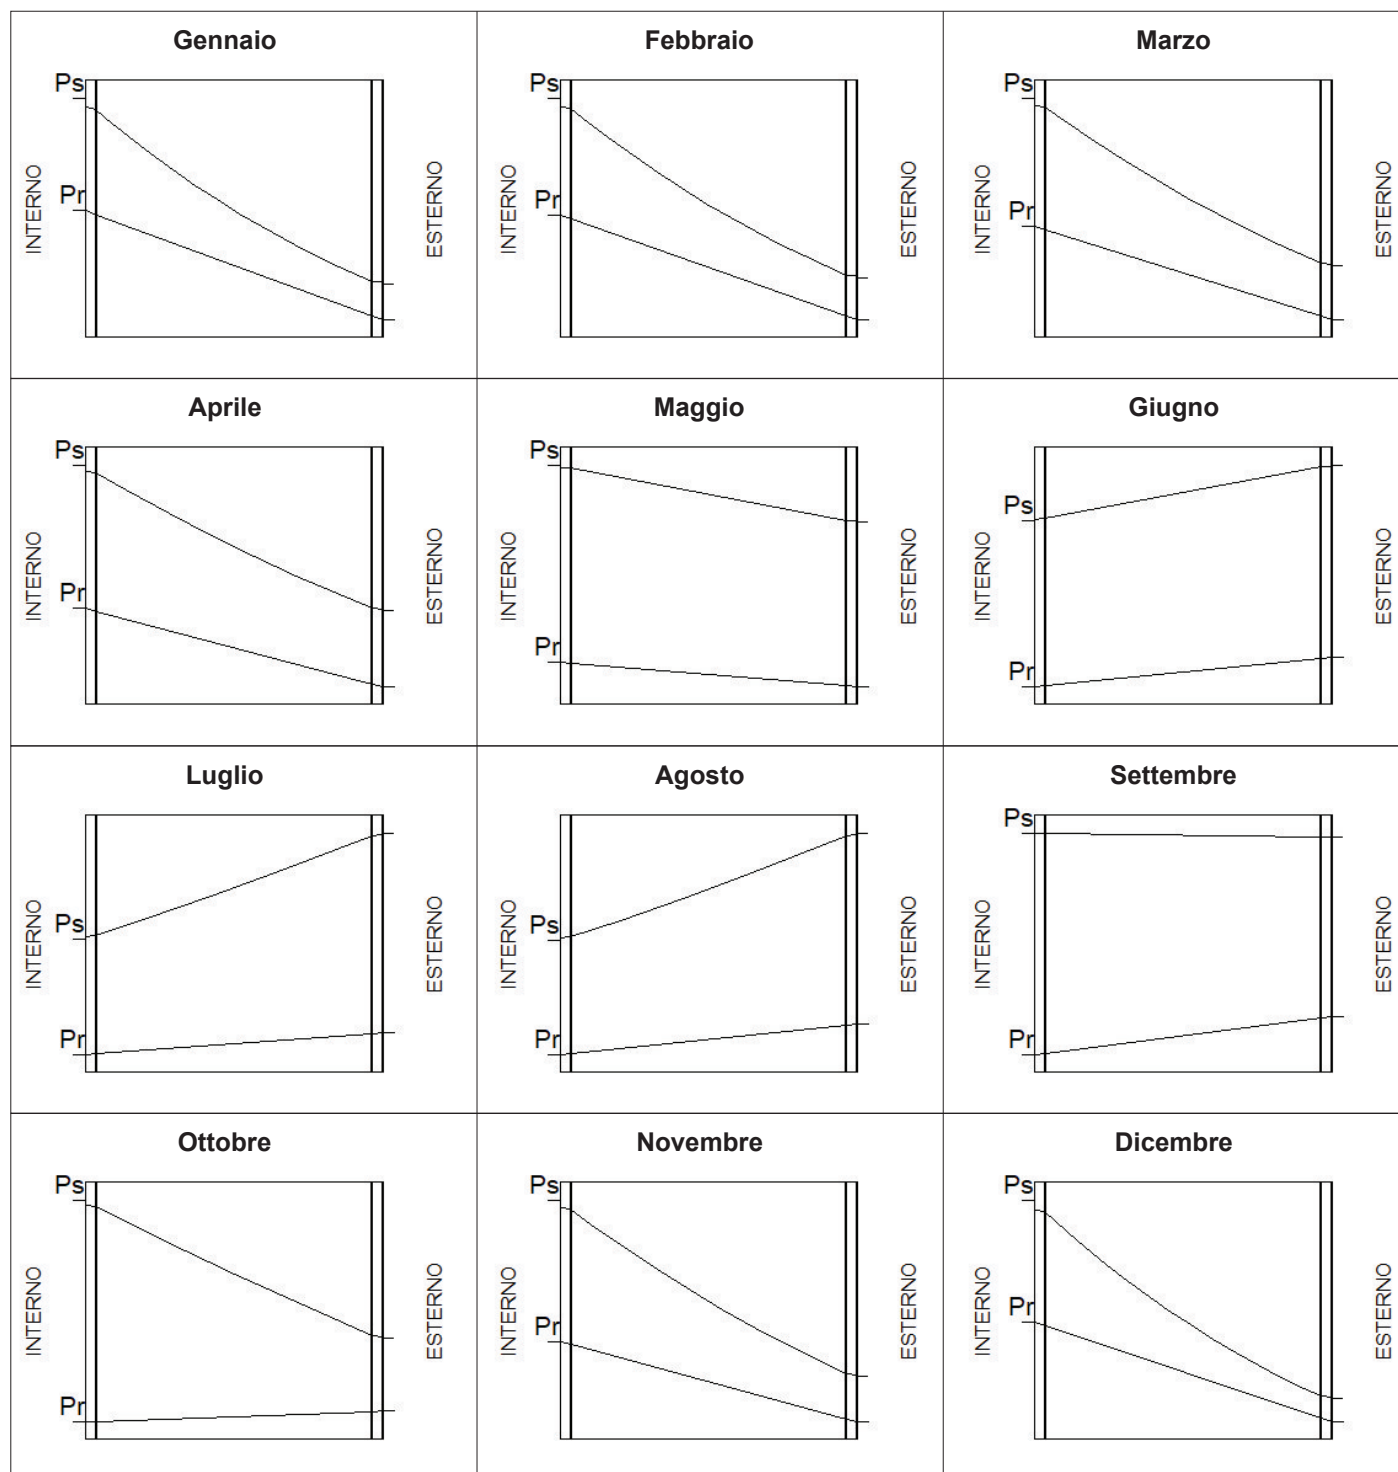 Gennaio
Ps
Pr
INTERNO
ESTERNO
Febbraio
Ps
Pr
INTERNO
ESTERNO
Marzo
Ps
Pr
INTERNO
ESTERNO
Aprile
Ps
Pr
INTERNO
ESTERNO
Maggio
Ps
Pr
INTERNO
ESTERNO
Giugno
Ps
Pr
INTERNO
ESTERNO
Luglio
Ps
Pr
INTERNO
ESTERNO
Agosto
Ps
Pr
INTERNO
ESTERNO
Settembre
Ps
Pr
INTERNO
ESTERNO
Ottobre
Ps
Pr
INTERNO
ESTERNO
Novembre
Ps
Pr
INTERNO
ESTERNO
Dicembre
Ps
Pr
INTERNO
ESTERNO